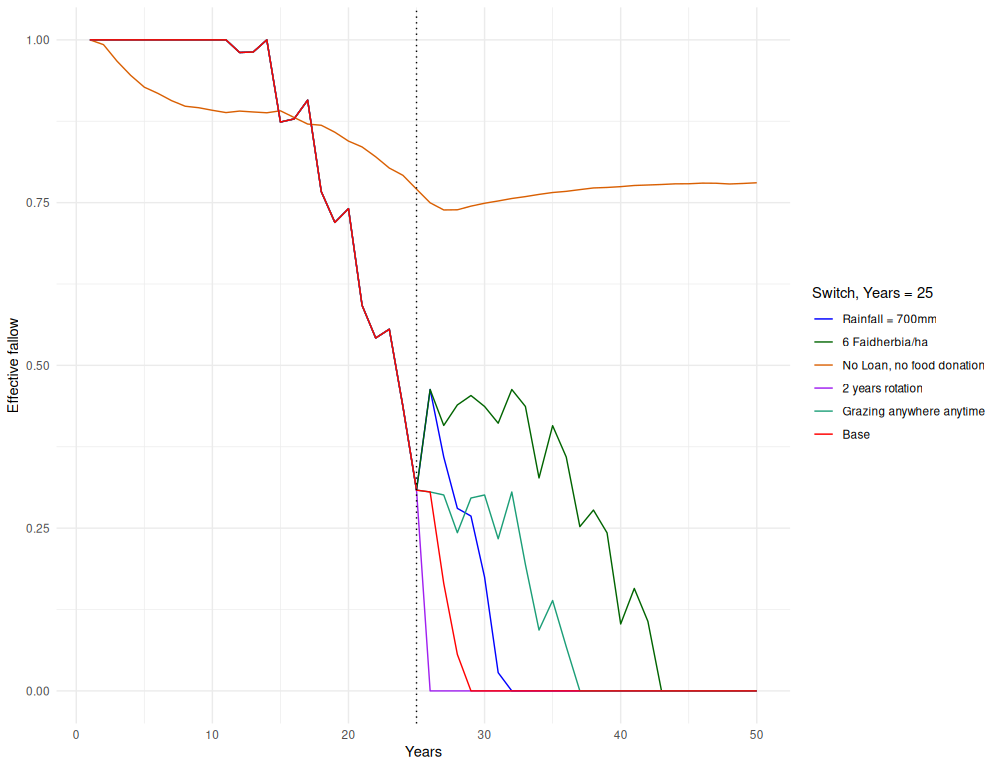 1.00
0.75
0.50
0.25
0.00
Effective fallow
0
10
20
30
40
50
Years
Switch, Years = 25
Rainfall = 700mm
6 Faidherbia/ha
No Loan, no food donation
2 years rotation
Grazing anywhere anytime
Base